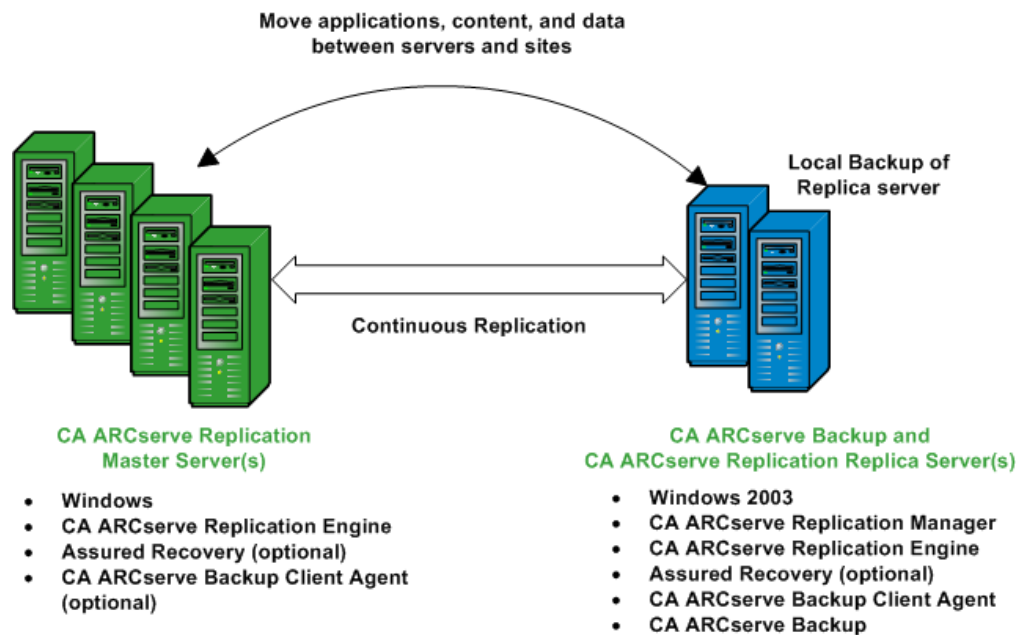 Move applications, content, and data
between servers and sites
Local Backup of
Replica server
Continuous Replication
CA ARCserve Replication
Master Server(s)
• Windows
• CA ARCserve Replication Engine
• Assured Recovery (optional)
• CA ARCserve Backup Client Agent
(optional)
CA ARCserve Backup and
CA ARCserve Replication Replica Server(s)
• Windows 2003
• CA ARCserve Replication Manager
• CA ARCserve Replication Engine
• Assured Recovery (optional)
• CA ARCserve Backup Client Agent
• CA ARCserve Backup